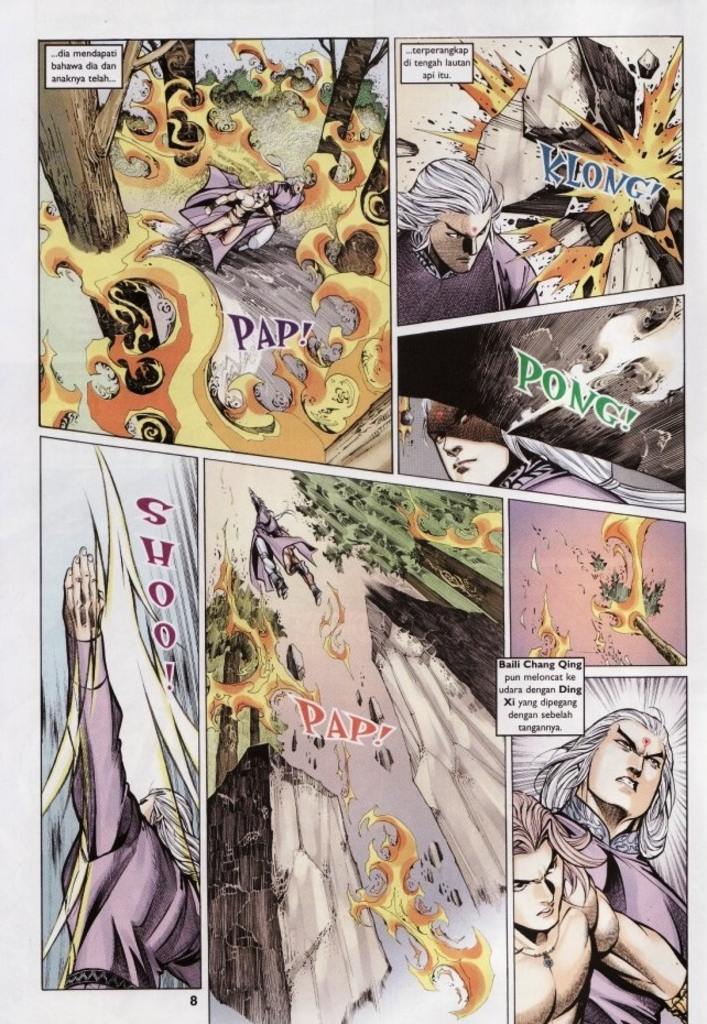 ...dia mendapati
bahawa dia dan
anaknya telah...
PAP!
...terperangkap
di tengah lautan
api itu.
KLONG!
PONG!
SHOO!
PAP!
Baili Chang Qing
pun meloncat ke
udara dengan Ding
Xi yang dipegang
dengan sebelah
tangannya.
8